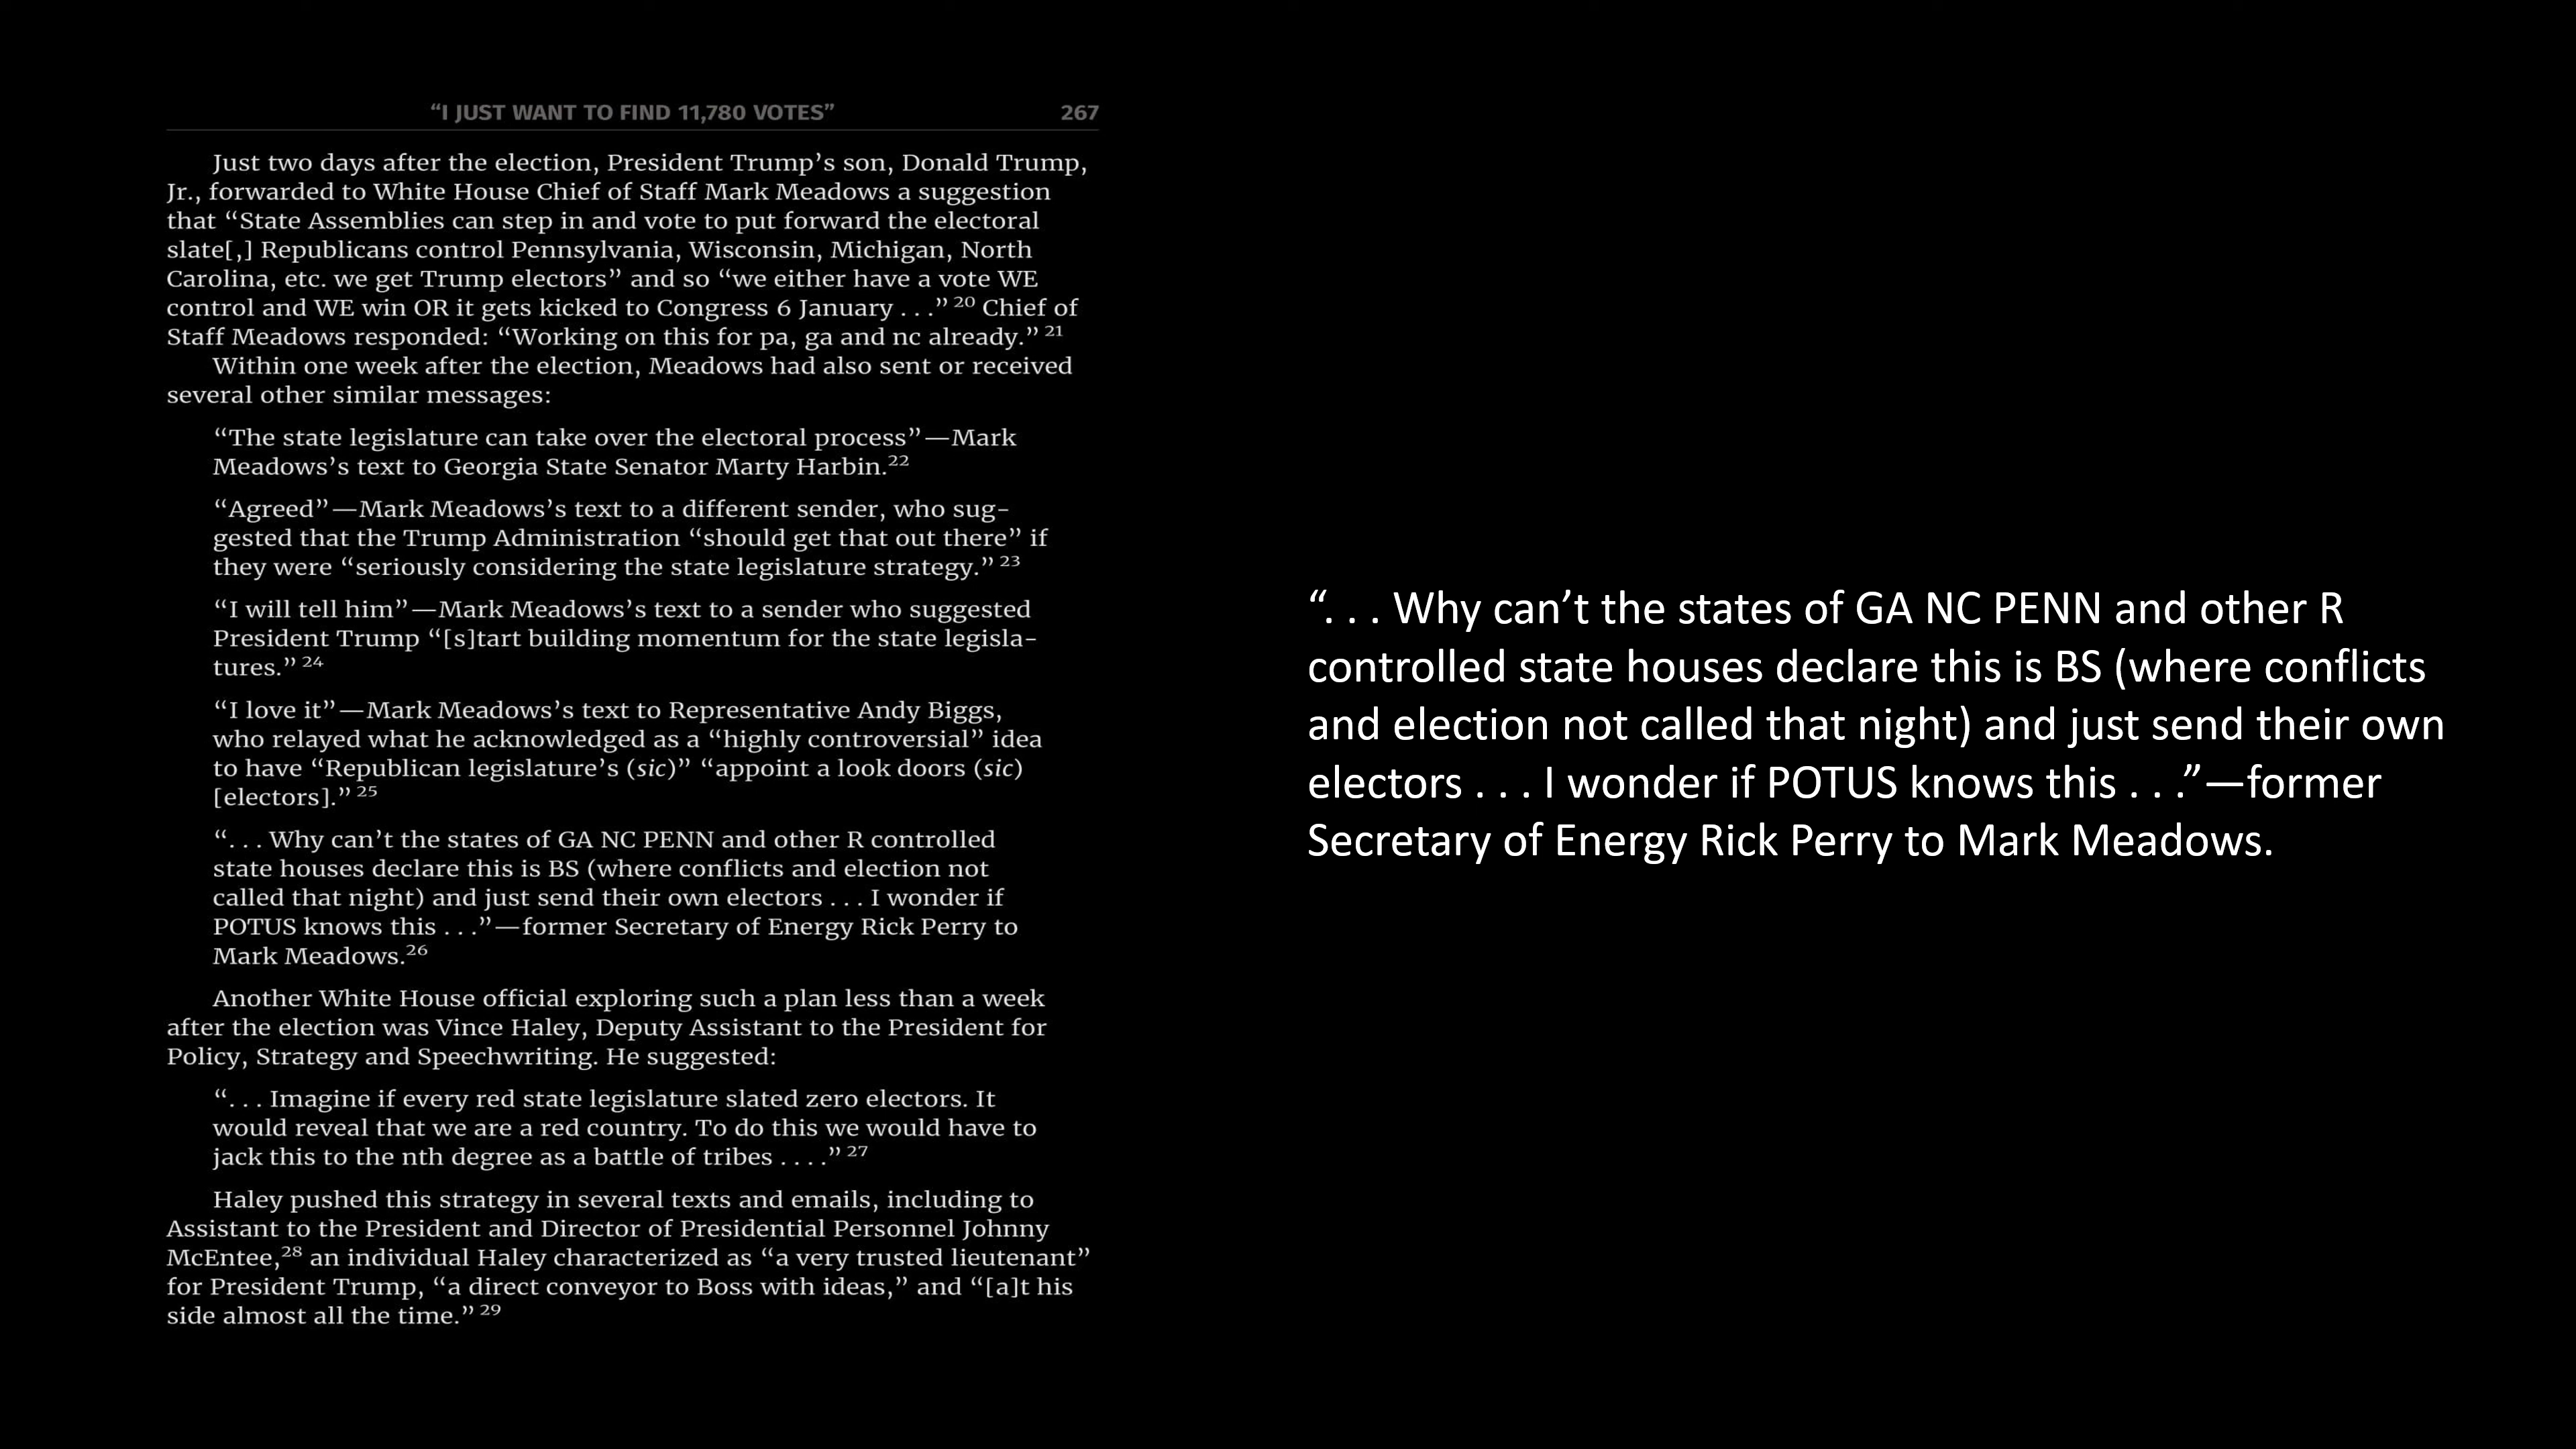 “I JUST WANT TO FIND 11,780 VOTES” 267
Just two days after the election, President Trump’s son, Donald Trump,
Jr., forwarded to White House Chief of Staff Mark Meadows a suggestion
that “State Assemblies can step in and vote to put forward the electoral
slate[,] Republicans control Pennsylvania, Wisconsin, Michigan, North
Carolina, etc. we get Trump electors” and so “we either have a vote WE
control and WE win OR it gets kicked to Congress 6 January . . .” 20 Chief of
Staff Meadows responded: “Working on this for pa, ga and nc already.” 21
Within one week after the election, Meadows had also sent or received
several other similar messages:
“The state legislature can take over the electoral process”—Mark
Meadows’s text to Georgia State Senator Marty Harbin.22
“Agreed”—Mark Meadows’s text to a different sender, who sug-
gested that the Trump Administration “should get that out there” if
they were “seriously considering the state legislature strategy.” 23
“I will tell him”—Mark Meadows’s text to a sender who suggested
President Trump “[s]tart building momentum for the state legisla-
tures.” 24
“I love it”—Mark Meadows’s text to Representative Andy Biggs,
who relayed what he acknowledged as a “highly controversial” idea
to have “Republican legislature’s (sic)” “appoint a look doors (sic)
[electors].” 25
“. . . Why can’t the states of GA NC PENN and other R controlled
state houses declare this is BS (where conflicts and election not
called that night) and just send their own electors . . . I wonder if
POTUS knows this . . .”—former Secretary of Energy Rick Perry to
Mark Meadows.26
Another White House official exploring such a plan less than a week
after the election was Vince Haley, Deputy Assistant to the President for
Policy, Strategy and Speechwriting. He suggested:
“. . . Imagine if every red state legislature slated zero electors. It
would reveal that we are a red country. To do this we would have to
jack this to the nth degree as a battle of tribes . . . .” 27
Haley pushed this strategy in several texts and emails, including to
Assistant to the President and Director of Presidential Personnel Johnny
McEntee,28 an individual Haley characterized as “a very trusted lieutenant”
for President Trump, “a direct conveyor to Boss with ideas,” and “[a]t his
side almost all the time.” 29
“. . . Why can’t the states of GA NC PENN and other R
controlled state houses declare this is BS (where conflicts
and election not called that night) and just send their own
electors . . . I wonder if POTUS knows this . . .”—former
Secretary of Energy Rick Perry to Mark Meadows.